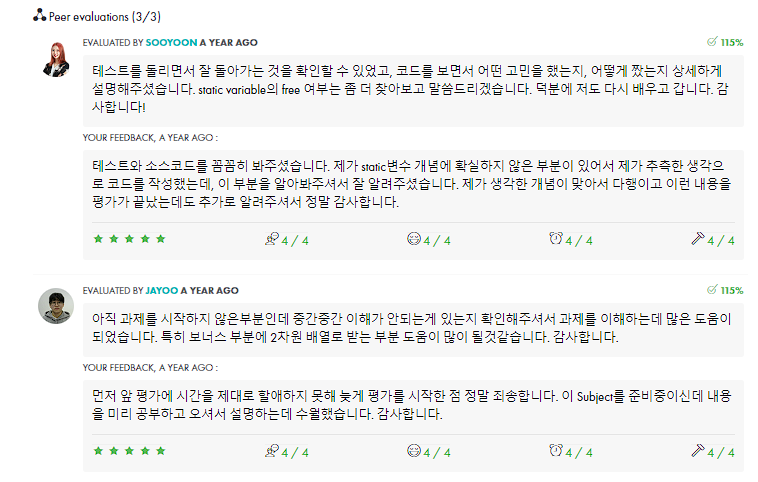 Peer evaluations (3/3)
EVALUATED BY SOOYOON A YEAR AGO
115%
테스트를 돌리면서 잘 돌아가는 것을 확인할 수 있었고, 코드를 보면서 어떤 고민을 했는지, 어떻게 짰는지 상세하게
설명해주셨습니다. static variable의 free 여부는 좀 더 찾아보고 말씀드리겠습니다. 덕분에 저도 다시 배우고 갑니다. 감
사합니다!
YOUR FEEDBACK, A YEAR AGO :
테스트와 소스코드를 꼼꼼히 봐주셨습니다. 제가 static변수 개념에 확실하지 않은 부분이 있어서 제가 추측한 생각으
로 코드를 작성했는데, 이 부분을 알아봐주셔서 잘 알려주셨습니다. 제가 생각한 개념이 맞아서 다행이고 이런 내용을
평가가 끝났는데도 추가로 알려주셔서 정말 감사합니다.
4 / 4 4 / 4 4 / 4 4 / 4
EVALUATED BY JAYOO A YEAR AGO
115%
아직 과제를 시작하지 않은부분인데 중간중간 이해가 안되는게 있는지 확인해주셔서 과제를 이해하는데 많은 도움이
되었습니다. 특히 보너스 부분에 2차원 배열로 받는 부분 도움이 많이 될것같습니다. 감사합니다.
YOUR FEEDBACK, A YEAR AGO :
먼저 앞 평가에 시간을 제대로 할애하지 못해 늦게 평가를 시작한 점 정말 죄송합니다. 이 Subject를 준비중이신데 내용
을 미리 공부하고 오셔서 설명하는데 수월했습니다. 감사합니다.
4 / 4 4 / 4 4 / 4 4 / 4